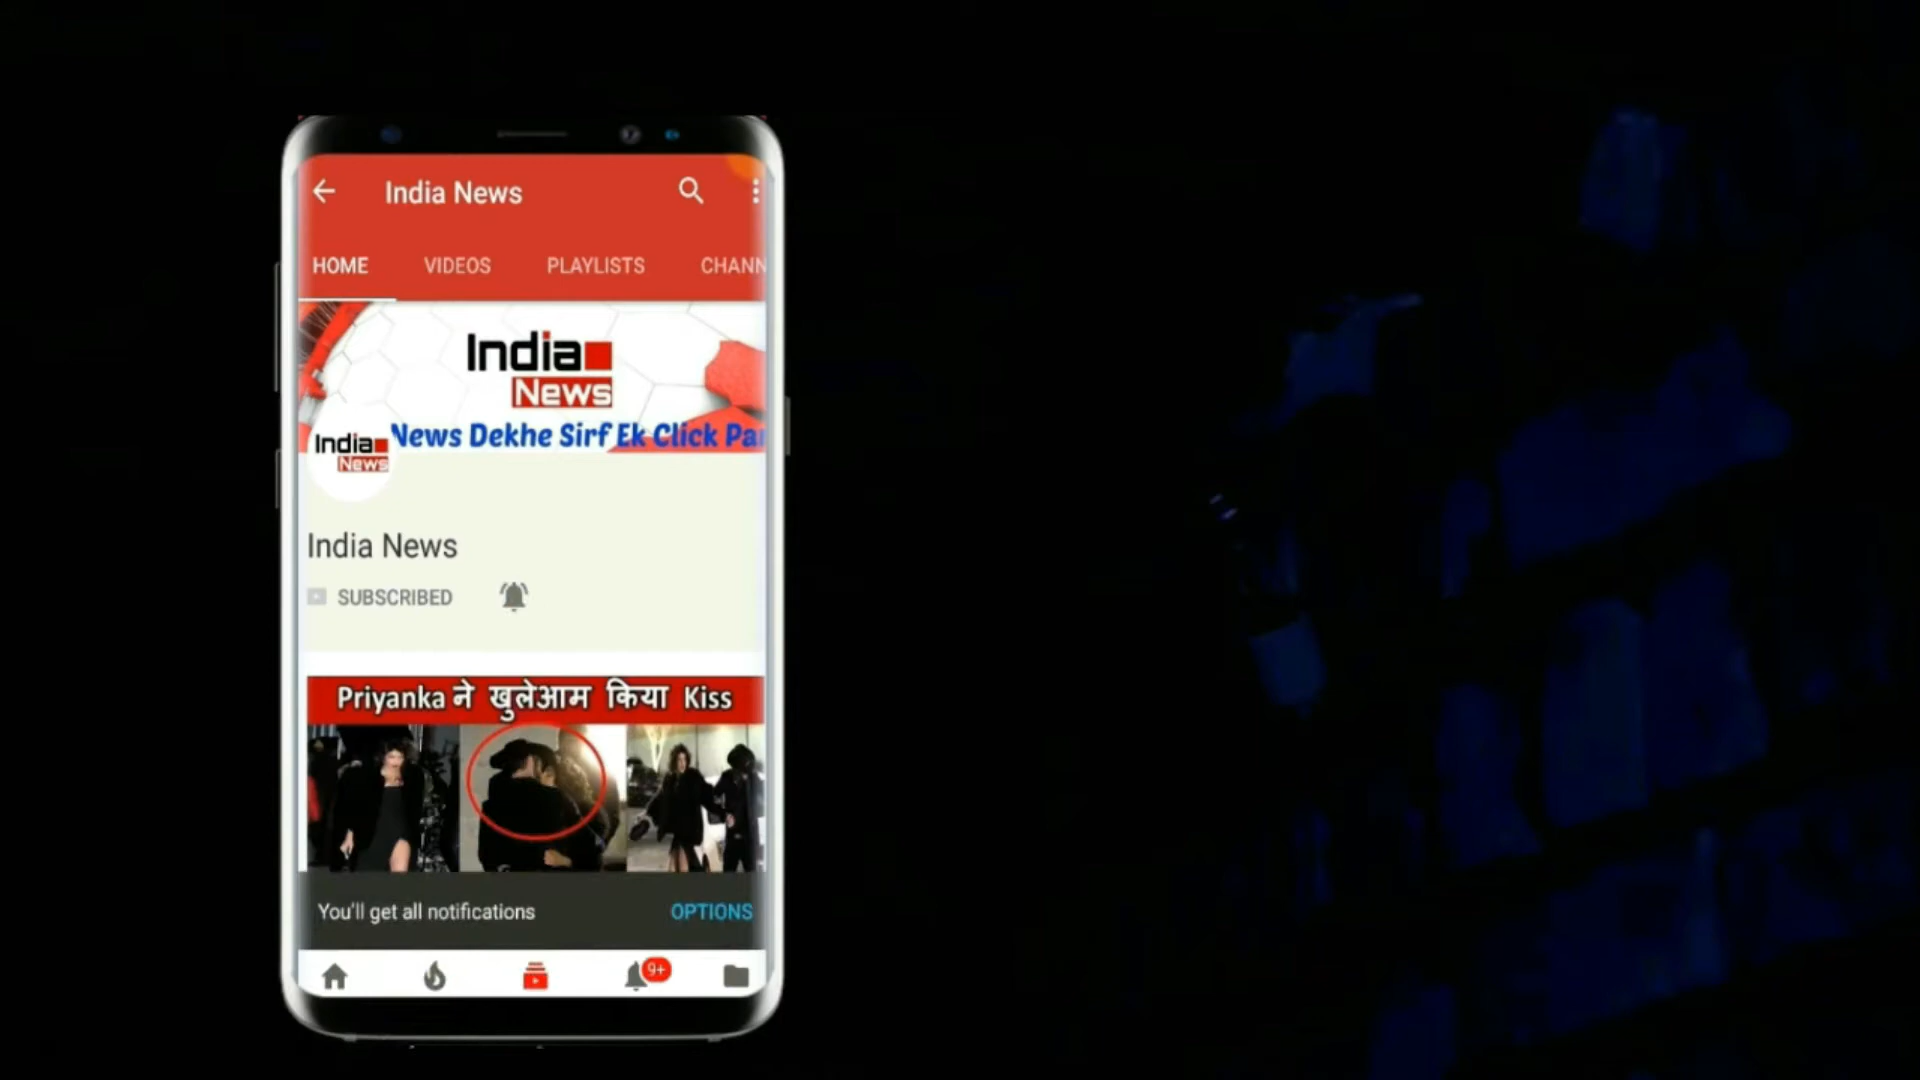 India News
HOME VIDEOS PLAYLISTS CHANN
India
News
News Dekhe Sirf Ek Click Par
India
News
India News
SUBSCRIBED
Priyanka ने खुलेआम किया Kiss
You'll get all notifications OPTIONS
9+